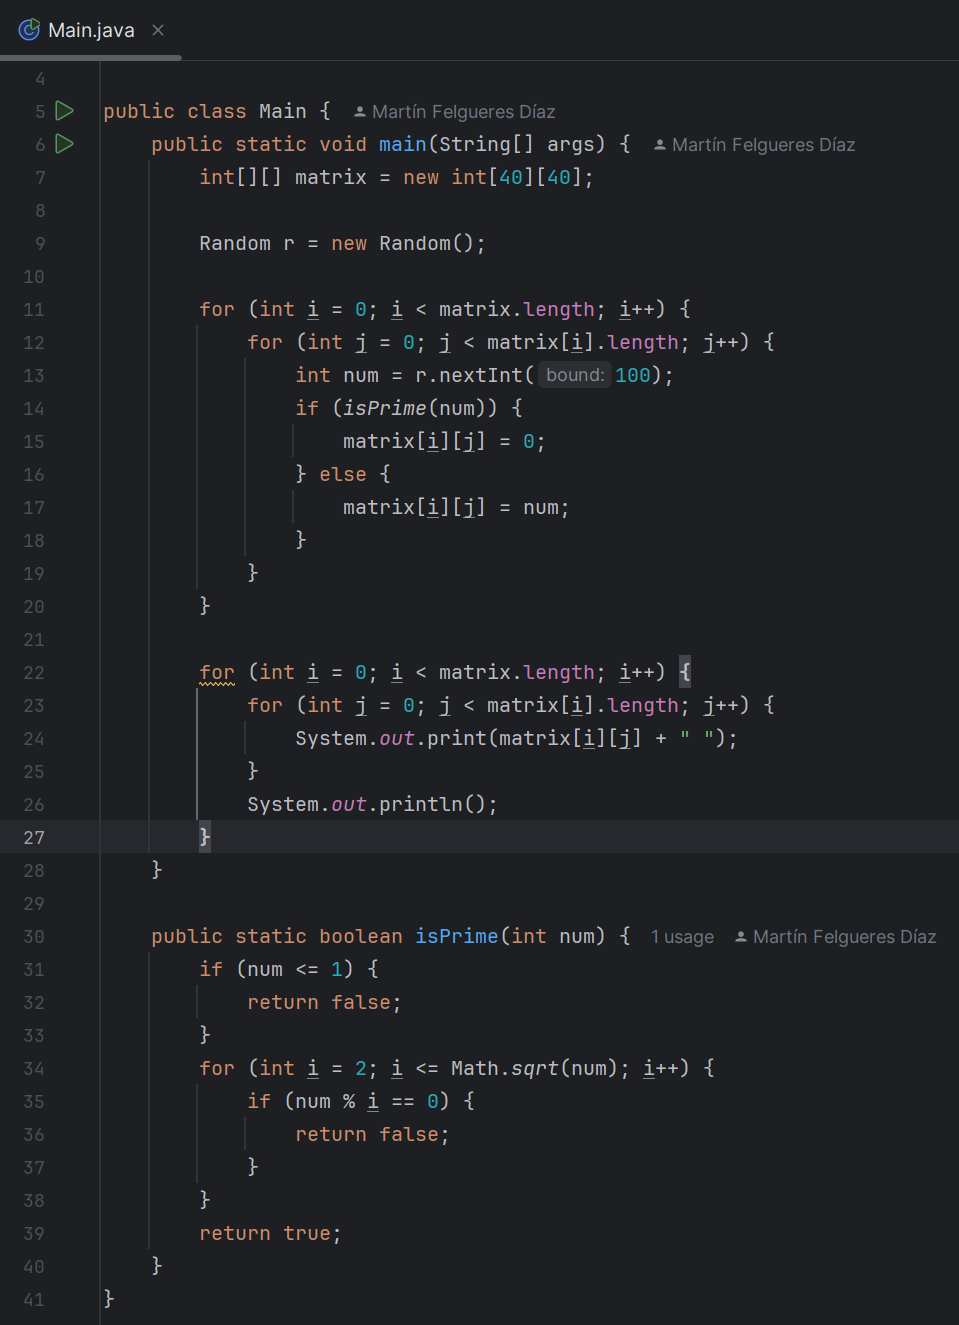 Main.java
4
5 public class Main { Martín Felgueres Díaz
6 public static void main(String[] args) { Martín Felgueres Díaz
7 int[][] matrix = new int[40][40];
8
9 Random r = new Random();
10
11 for (int i = 0; i < matrix.length; i++) {
12 for (int j = 0; j < matrix[i].length; j++) {
13 int num = r.nextInt( bound: 100);
14 if (isPrime(num)) {
15 matrix[i][j] = 0;
16 } else {
17 matrix[i][j] = num;
18 }
19 }
20 }
21
22 for (int i = 0; i < matrix.length; i++) {
23 for (int j = 0; j < matrix[i].length; j++) {
24 System.out.print(matrix[i][j] + " ");
25 }
26 System.out.println();
27 }
28 }
29
30 public static boolean isPrime(int num) { 1 usage Martín Felgueres Díaz
31 if (num <= 1) {
32 return false;
33 }
34 for (int i = 2; i <= Math.sqrt(num); i++) {
35 if (num % i == 0) {
36 return false;
37 }
38 }
39 return true;
40 }
41 }